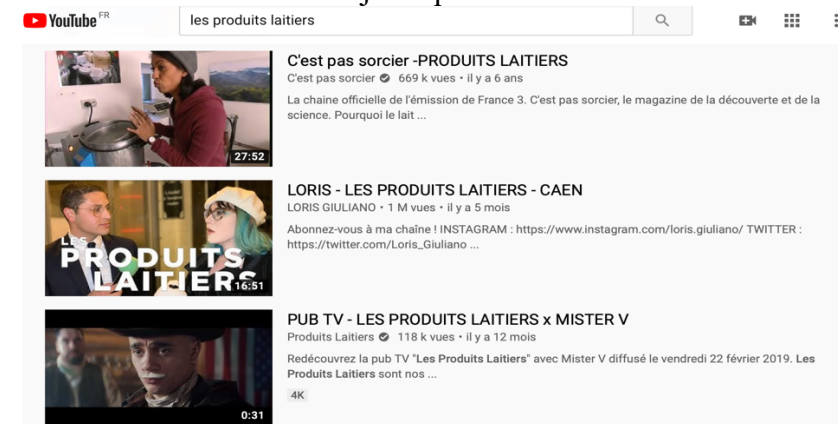 YouTube FR
les produits laitiers
C'est pas sorcier -PRODUITS LAITIERS
C'est pas sorcier 669 k vues • il y a 6 ans
La chaine officielle de l'émission de France 3. C'est pas sorcier, le magazine de la découverte et de la
science. Pourquoi le lait ...
27:52
LORIS - LES PRODUITS LAITIERS - CAEN
LORIS GIULIANO • 1 M vues • il y a 5 mois
Abonnez-vous à ma chaîne ! INSTAGRAM : https://www.instagram.com/loris.giuliano/ TWITTER :
https://twitter.com/Loris_Giuliano ...
LES
PRODUITS
LAITIERS
16:51
PUB TV - LES PRODUITS LAITIERS x MISTER V
Produits Laitiers 118 k vues • il y a 12 mois
Redécouvrez la pub TV "Les Produits Laitiers" avec Mister V diffusé le vendredi 22 février 2019. Les
Produits Laitiers sont nos ...
4K
0:31